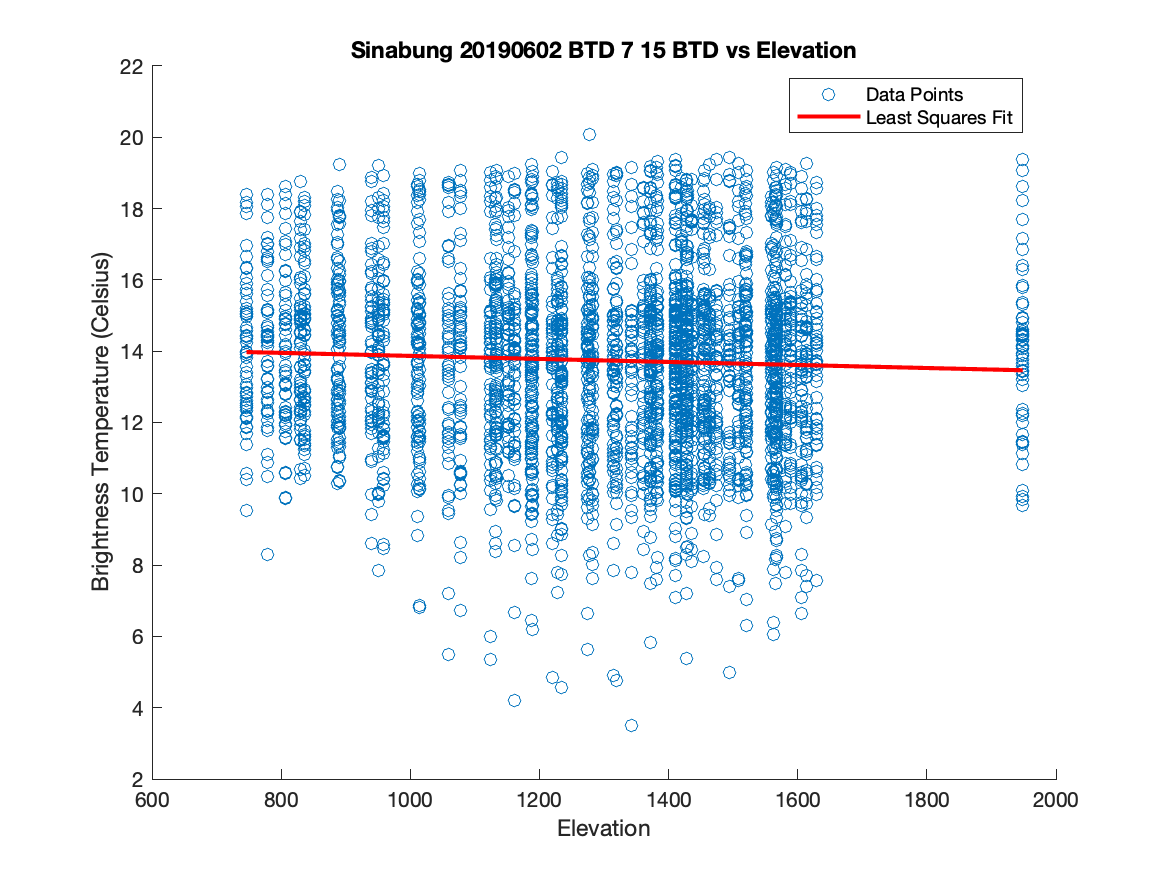 Sinabung 20190602 BTD 7 15 BTD vs Elevation
Data Points
Least Squares Fit
Brightness Temperature (Celsius)
22
20
18
16
14
12
10
8
6
4
2
600 800 1000 1200 1400 1600 1800 2000
Elevation